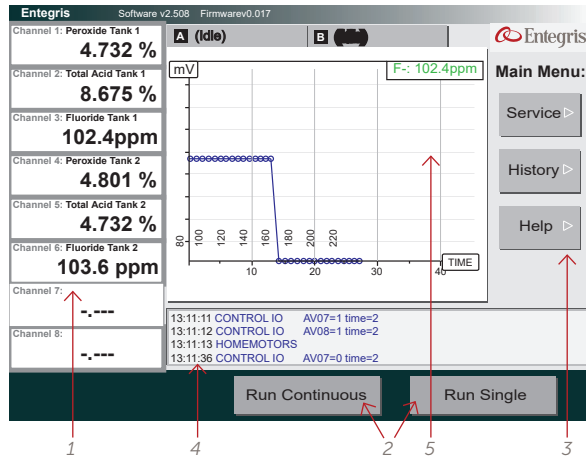 Entegris Software v2.508 Firmwarev0.017
Channel 1: Peroxide Tank 1
4.732 %
Channel 2: Total Acid Tank 1
8.675 %
Channel 3: Fluoride Tank 1
102.4ppm
Channel 4: Peroxide Tank 2
4.801 %
Channel 5: Total Acid Tank 2
4.732 %
Channel 6: Fluoride Tank 2
103.6 ppm
Channel 7:
-.---
Channel 8:
-.---
A (Idle)
B
mV
F-: 102.4ppm
80 100 120 140 160 180 200 220
TIME
10 20 30 40
13:11:11 CONTROL IO AV07=1 time=2
13:11:12 CONTROL IO AV08=1 time=2
13:11:13 HOMEMOTORS
13:11:36 CONTROL IO AV07=0 time=2
Entegris
Main Menu:
Service
History
Help
Run Continuous
Run Single
1 4 2 5 3